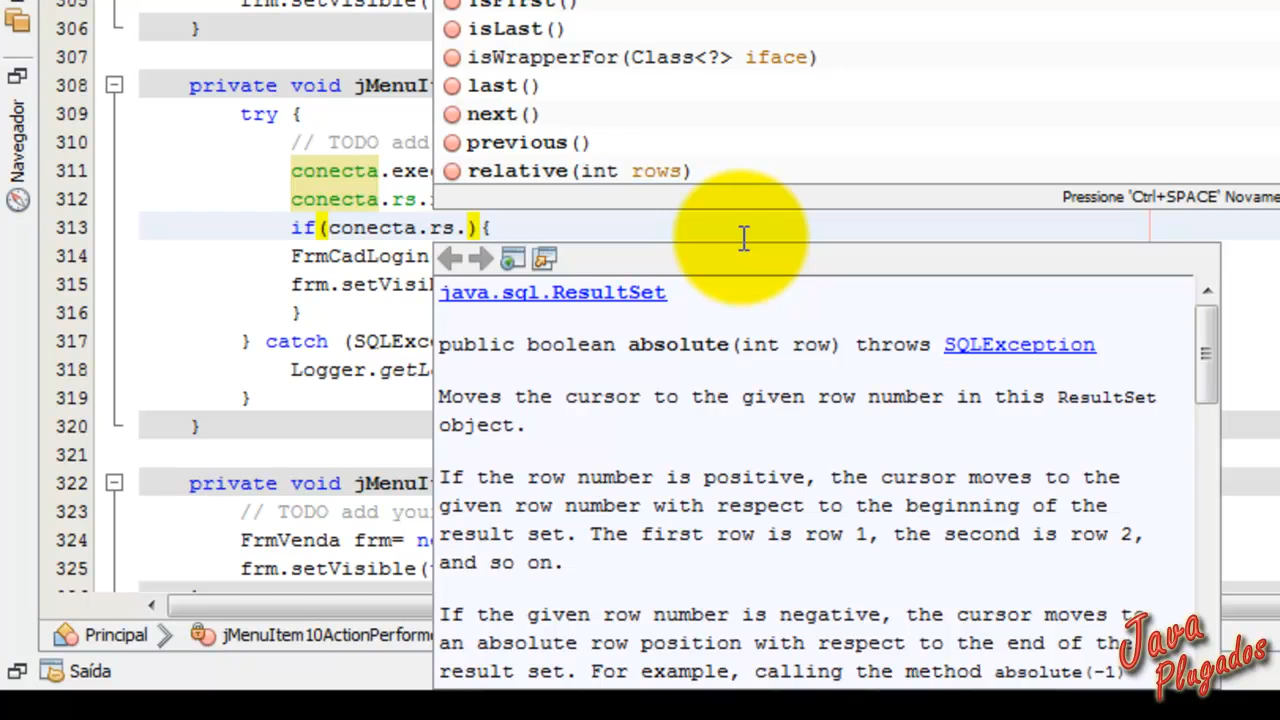 305 frm.setVisible(
306 }
307
308 private void jMenuIt
309 try {
310 // TODO add
311 conecta.exec
312 conecta.rs.
313 if(conecta.rs.){
314 FrmCadLogin
315 frm.setVisib
316 }
317 } catch (SQLExce
318 Logger.getL
319 }
320 }
321
322 private void jMenuI
323 // TODO add your
324 FrmVenda frm= ne
325 frm.setVisible(
isFirst()
isLast()
isWrapperFor(Class<?> iface)
last()
next()
previous()
relative(int rows)
Pressione 'Ctrl+SPACE' Novame
java.sql.ResultSet
public boolean absolute(int row) throws SQLException
Moves the cursor to the given row number in this ResultSet
object.
If the row number is positive, the cursor moves to the
given row number with respect to the beginning of the
result set. The first row is row 1, the second is row 2,
and so on.
If the given row number is negative, the cursor moves to
an absolute row position with respect to the end of the
result set. For example, calling the method absolute(-1)
Navegador
Principal
jMenuItem10ActionPerforme
Saída
Java
Plugados